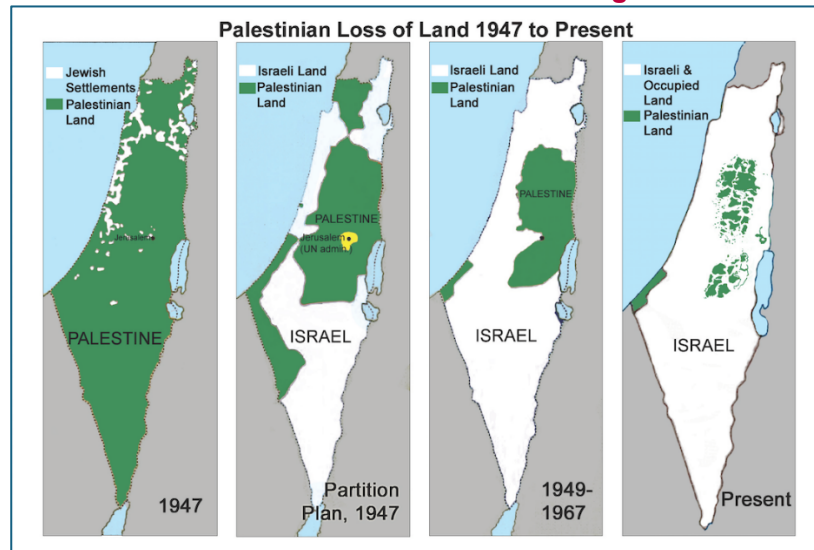 Palestinian Loss of Land 1947 to Present
Jewish
Settlements
Palestinian
Land
Jerusalem
PALESTINE
1947
Israeli Land
Palestinian
Land
PALESTINE
Jerusalem
(UN admin.)
ISRAEL
Partition
Plan, 1947
Israeli Land
Palestinian
Land
PALESTINE
ISRAEL
1949-
1967
Israeli &
Occupied
Land
Palestinian
Land
ISRAEL
Present